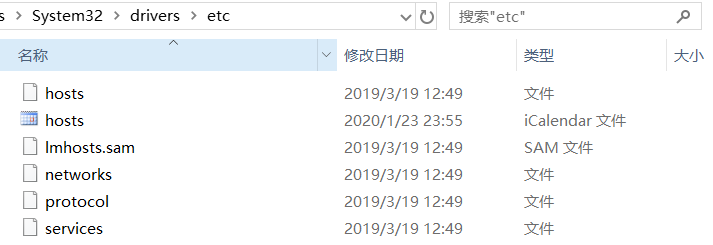 s > System32 > drivers > etc 搜索"etc"
名称 修改日期 类型 大小
hosts 2019/3/19 12:49 文件
hosts 2020/1/23 23:55 iCalendar 文件
lmhosts.sam 2019/3/19 12:49 SAM 文件
networks 2019/3/19 12:49 文件
protocol 2019/3/19 12:49 文件
services 2019/3/19 12:49 文件